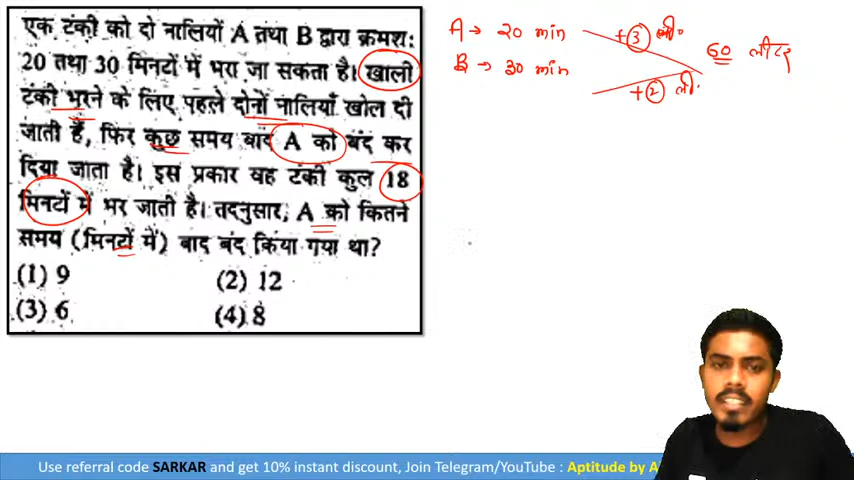 एक टंकी को दो नालियों A तथा B द्वारा क्रमश:
20 तथा 30 मिनटों में भरा जा सकता है। खाली
टंकी भरने के लिए पहले दोनों नालियाँ खोल दी
जाती हैं, फिर कुछ समय बाद A को बंद कर
दिया जाता है। इस प्रकार वह टंकी कुल 18
मिनटों में भर जाती है। तदनुसार, A को कितने
समय (मिनटों में) बाद बंद किया गया था?
(1) 9
(2) 12
(3) 6
(4) 8
A → 20 min
+3 ली०
60 लीटर
B → 30 min
+2 ली०
Use referral code SARKAR and get 10% instant discount, Join Telegram/YouTube : Aptitude by A